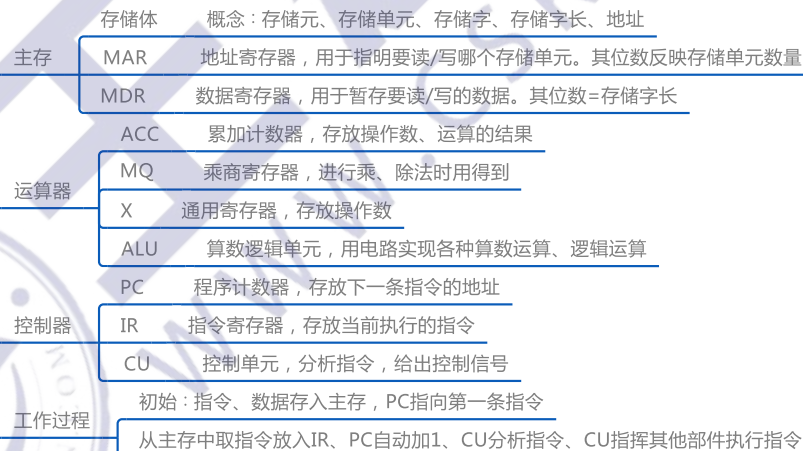 存储体 概念：存储元、存储单元、存储字、存储字长、地址
主存 MAR 地址寄存器，用于指明要读/写哪个存储单元。其位数反映存储单元数量
MDR 数据寄存器，用于暂存要读/写的数据。其位数=存储字长
ACC 累加计数器，存放操作数、运算的结果
MQ 乘商寄存器，进行乘、除法时用得到
运算器
X 通用寄存器，存放操作数
ALU 算数逻辑单元，用电路实现各种算数运算、逻辑运算
PC 程序计数器，存放下一条指令的地址
控制器 IR 指令寄存器，存放当前执行的指令
CU 控制单元，分析指令，给出控制信号
初始：指令、数据存入主存，PC指向第一条指令
工作过程
从主存中取指令放入IR、PC自动加1、CU分析指令、CU指挥其他部件执行指令